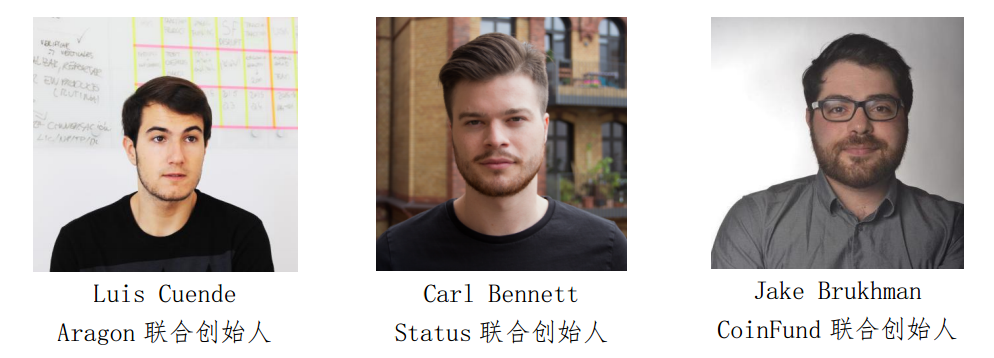 Luis Cuende
Aragon 联合创始人
Carl Bennett
Status 联合创始人
Jake Brukhman
CoinFund 联合创始人